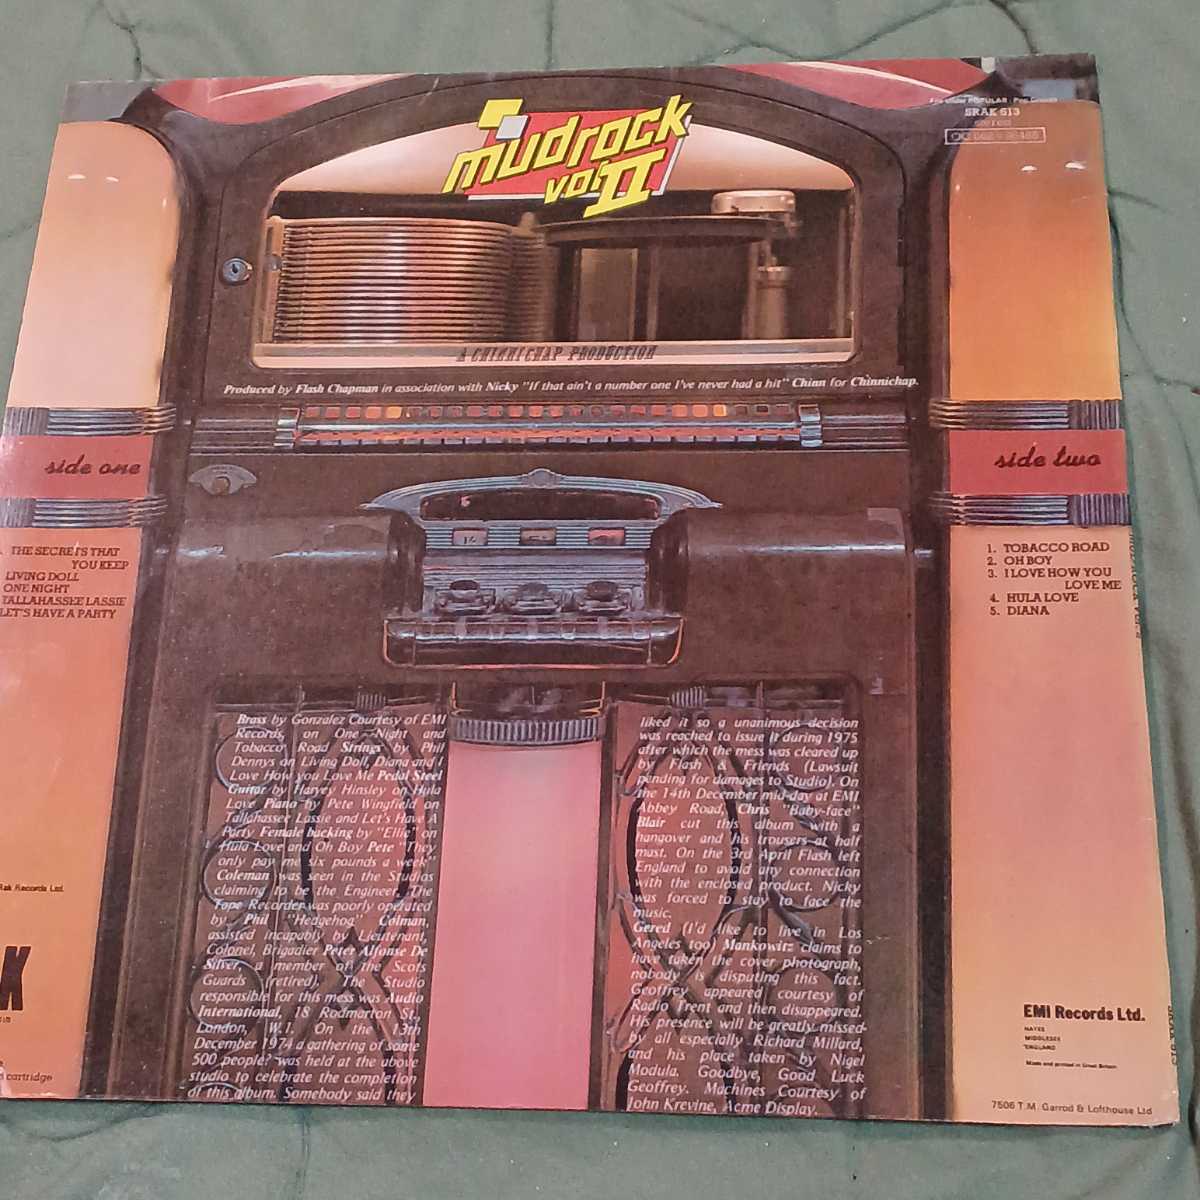 mudrock
vol II
File under POPULAR : Pop Groups
SRAK 513
A CHINNICHAP PRODUCTION
Produced by Flash Chapman in association with Nicky "If that ain't a number one I've never had a hit" Chinn for Chinnichap.
side one
THE SECRETS THAT
YOU KEEP
LIVING DOLL
ONE NIGHT
TALLAHASSEE LASSIE
LET'S HAVE A PARTY
side two
1. TOBACCO ROAD
2. OH BOY
3. I LOVE HOW YOU
LOVE ME
4. HULA LOVE
5. DIANA
Brass by Gonzalez Courtesy of EMI
Records, on One Night and
Tobacco Road Strings by Phil
Dennys on Living Doll, Diana and I
Love How you Love Me Pedal Steel
Guitar by Harvey Hinsley on Hula
Love Piano by Pete Wingfield on
Tallahassee Lassie and Let's Have A
Party Female backing by "Ellie" on
Hula Love and Oh Boy Pete "They
only pay me six pounds a week"
Coleman was seen in the Studios
claiming to be the Engineer. The
Tape Recorder was poorly operated
by Phil "Hedgehog" Colman,
assisted incapably by Lieutenant,
Colonel, Brigadier Peter Alfonse De
Silver, a member of the Scots
Guards (retired). The Studio
responsible for this mess was Audio
International, 18 Rodmarton St.,
London, W.1. On the 13th
December 1974 a gathering of some
500 people? was held at the above
studio to celebrate the completion
of this album. Somebody said they
liked it so a unanimous decision
was reached to issue it during 1975
after which the mess was cleared up
by Flash & Friends (Lawsuit
pending for damages to Studio). On
the 14th December mid-day at EMI
Abbey Road, Chris "Baby-face"
Blair cut this album with a
hangover and his trousers at half
mast. On the 3rd April Flash left
England to avoid any connection
with the enclosed product. Nicky
was forced to stay to face the
music.
Gered (I'd like to live in Los
Angeles too) Mankowitz claims to
have taken the cover photograph,
nobody is disputing this fact.
Geoffrey appeared courtesy of
Radio Trent and then disappeared.
His presence will be greatly missed
by all especially Richard Millard,
and his place taken by Nigel
Modula. Goodbye, Good Luck
Geoffrey. Machines Courtesy of
John Krevine, Acme Display.
Rak Records Ltd.
K
cartridge
EMI Records Ltd.
HAYES
MIDDLESEX
ENGLAND
Made and printed in Great Britain
7506 T.M. Garrod & Lofthouse Ltd